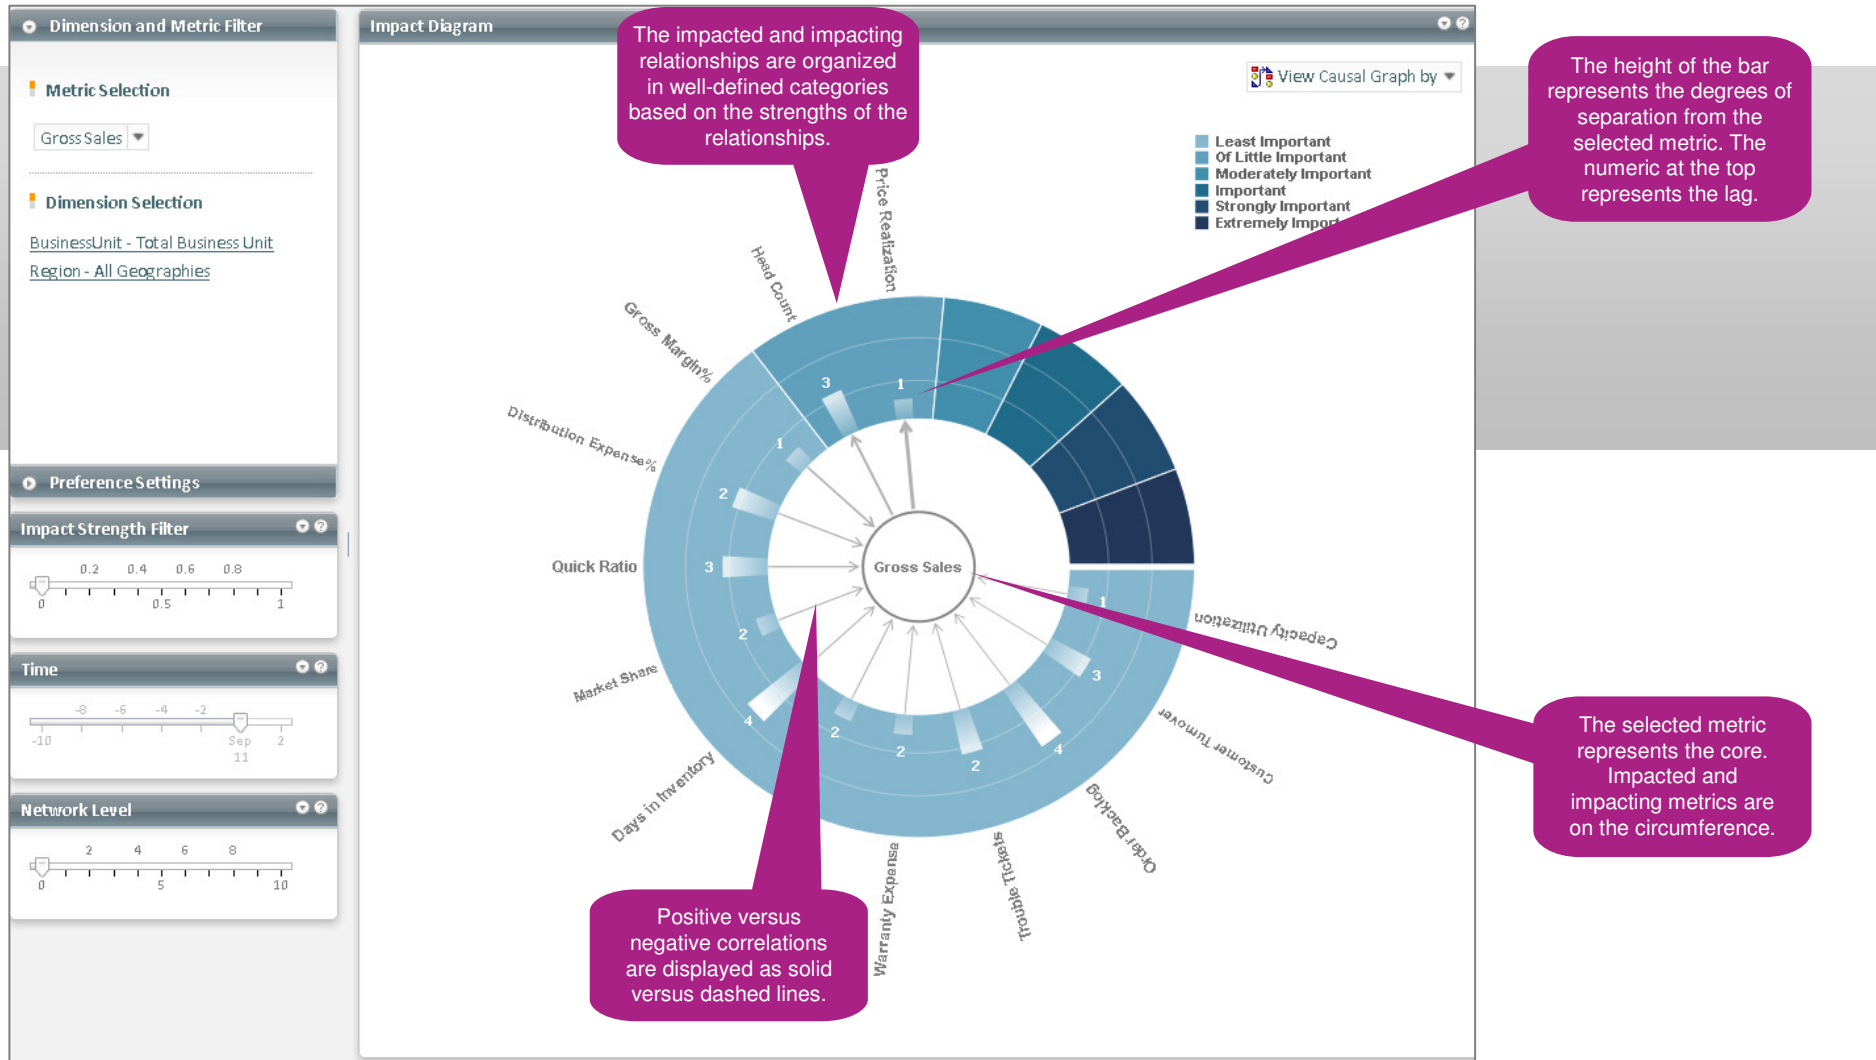 Dimension and Metric Filter
Metric Selection
Gross Sales
Dimension Selection
BusinessUnit - Total Business Unit
Region - All Geographies
Preference Settings
Impact Strength Filter
0.2 0.4 0.6 0.8
0 0.5 1
Time
-8 -6 -4 -2
-10 Sep 2
11
Network Level
2 4 6 8
0 5 10
Impact Diagram
View Causal Graph by
The impacted and impacting
relationships are organized
in well-defined categories
based on the strengths of the
relationships.
The height of the bar
represents the degrees of
separation from the
selected metric. The
numeric at the top
represents the lag.
Least Important
Of Little Important
Moderately Important
Important
Strongly Important
Extremely Impor
Price Realization
Head Count
Gross Margin%
Distribution Expense%
Quick Ratio
Market Share
Days in Inventory
Warranty Expense
Trouble Tickets
Order Backlog
Customer Turnover
Capacity Utilization
3
1
1
2
3
2
4
2
2
2
4
3
1
Gross Sales
The selected metric
represents the core.
Impacted and
impacting metrics are
on the circumference.
Positive versus
negative correlations
are displayed as solid
versus dashed lines.